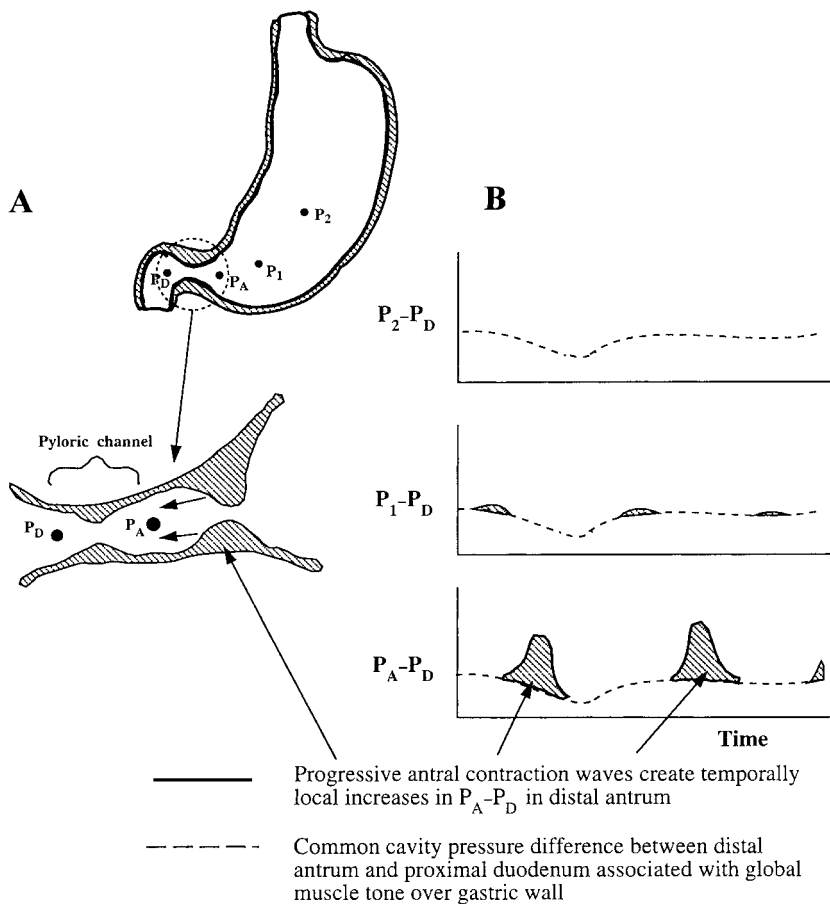 A
P2
P1
PD
PA
Pyloric channel
PD
PA
B
P2–PD
P1–PD
PA–PD
Time
Progressive antral contraction waves create temporally
local increases in PA–PD in distal antrum
Common cavity pressure difference between distal
antrum and proximal duodenum associated with global
muscle tone over gastric wall